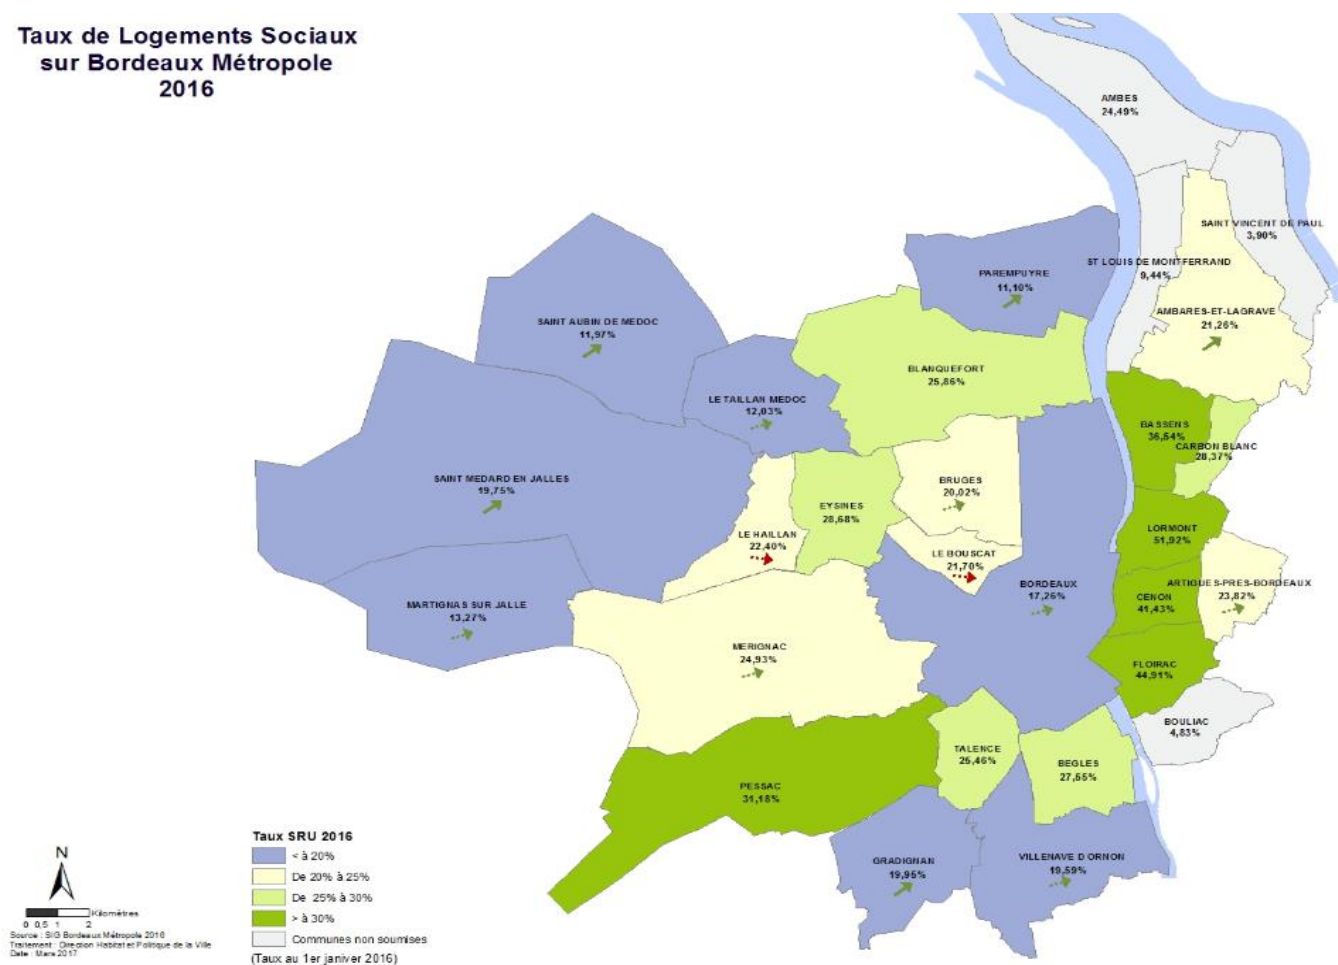 Taux de Logements Sociaux
sur Bordeaux Métropole
2016
AMBES
24,49%
SAINT VINCENT DE PAUL
3,90%
ST LOUIS DE MONTFERRAND
9,44%
PAREMPUYRE
11,10%
AMBARES-ET-LAGRAVE
21,26%
SAINT AUBIN DE MEDOC
11,97%
BLANQUEFORT
25,86%
LE TAILLAN MEDOC
12,03%
BASSENS
36,54%
CARBON BLANC
28,37%
SAINT MEDARD EN JALLES
19,75%
BRUGES
20,02%
EYSINES
28,68%
LE HAILLAN
22,40%
LORMONT
51,92%
LE BOUSCAT
21,70%
BORDEAUX
17,26%
ARTIGUES-PRES-BORDEAUX
23,82%
CENON
41,43%
MARTIGNAS SUR JALLE
13,27%
MERIGNAC
24,93%
FLOIRAC
44,91%
BOULIAC
4,83%
TALENCE
25,46%
BEGLES
27,55%
PESSAC
31,18%
GRADIGNAN
19,95%
VILLENAVE D ORNON
19,59%
Taux SRU 2016
< à 20%
De 20% à 25%
De 25% à 30%
> à 30%
Communes non soumises
(Taux au 1er janiver 2016)
N
Kilomètres
0 0,5 1 2
Source : SIG Bordeaux Métropole 2016
Traitement : Direction Habitat et Politique de la Ville
Date : Mars 2017